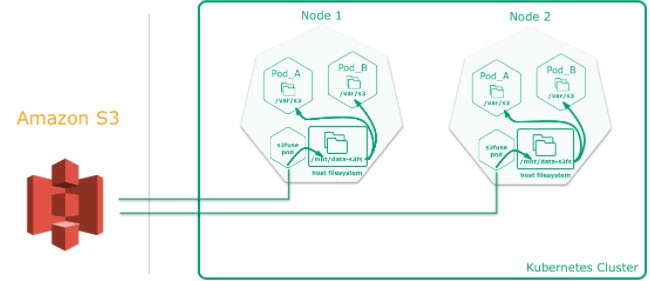 Node 1
Node 2
Pod_A
Pod_B
/var/s3
/var/s3
Pod_A
Pod_B
/var/s3
/var/s3
Amazon S3
s3fuse
pod
/mnt/data-s3fs
host filesystem
s3fuse
pod
/mnt/data-s3fs
host filesystem
Kubernetes Cluster